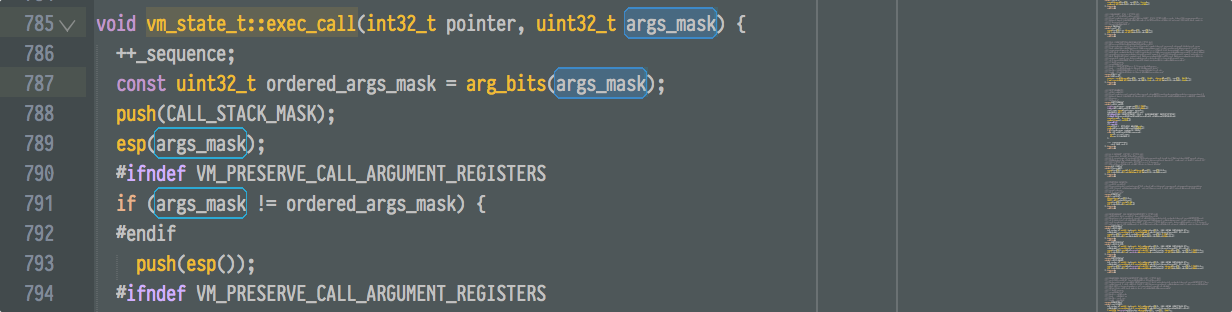 785 void vm_state_t::exec_call(int32_t pointer, uint32_t args_mask) {
786 ++_sequence;
787 const uint32_t ordered_args_mask = arg_bits(args_mask);
788 push(CALL_STACK_MASK);
789 esp(args_mask);
790 #ifndef VM_PRESERVE_CALL_ARGUMENT_REGISTERS
791 if (args_mask != ordered_args_mask) {
792 #endif
793 push(esp());
794 #ifndef VM_PRESERVE_CALL_ARGUMENT_REGISTERS